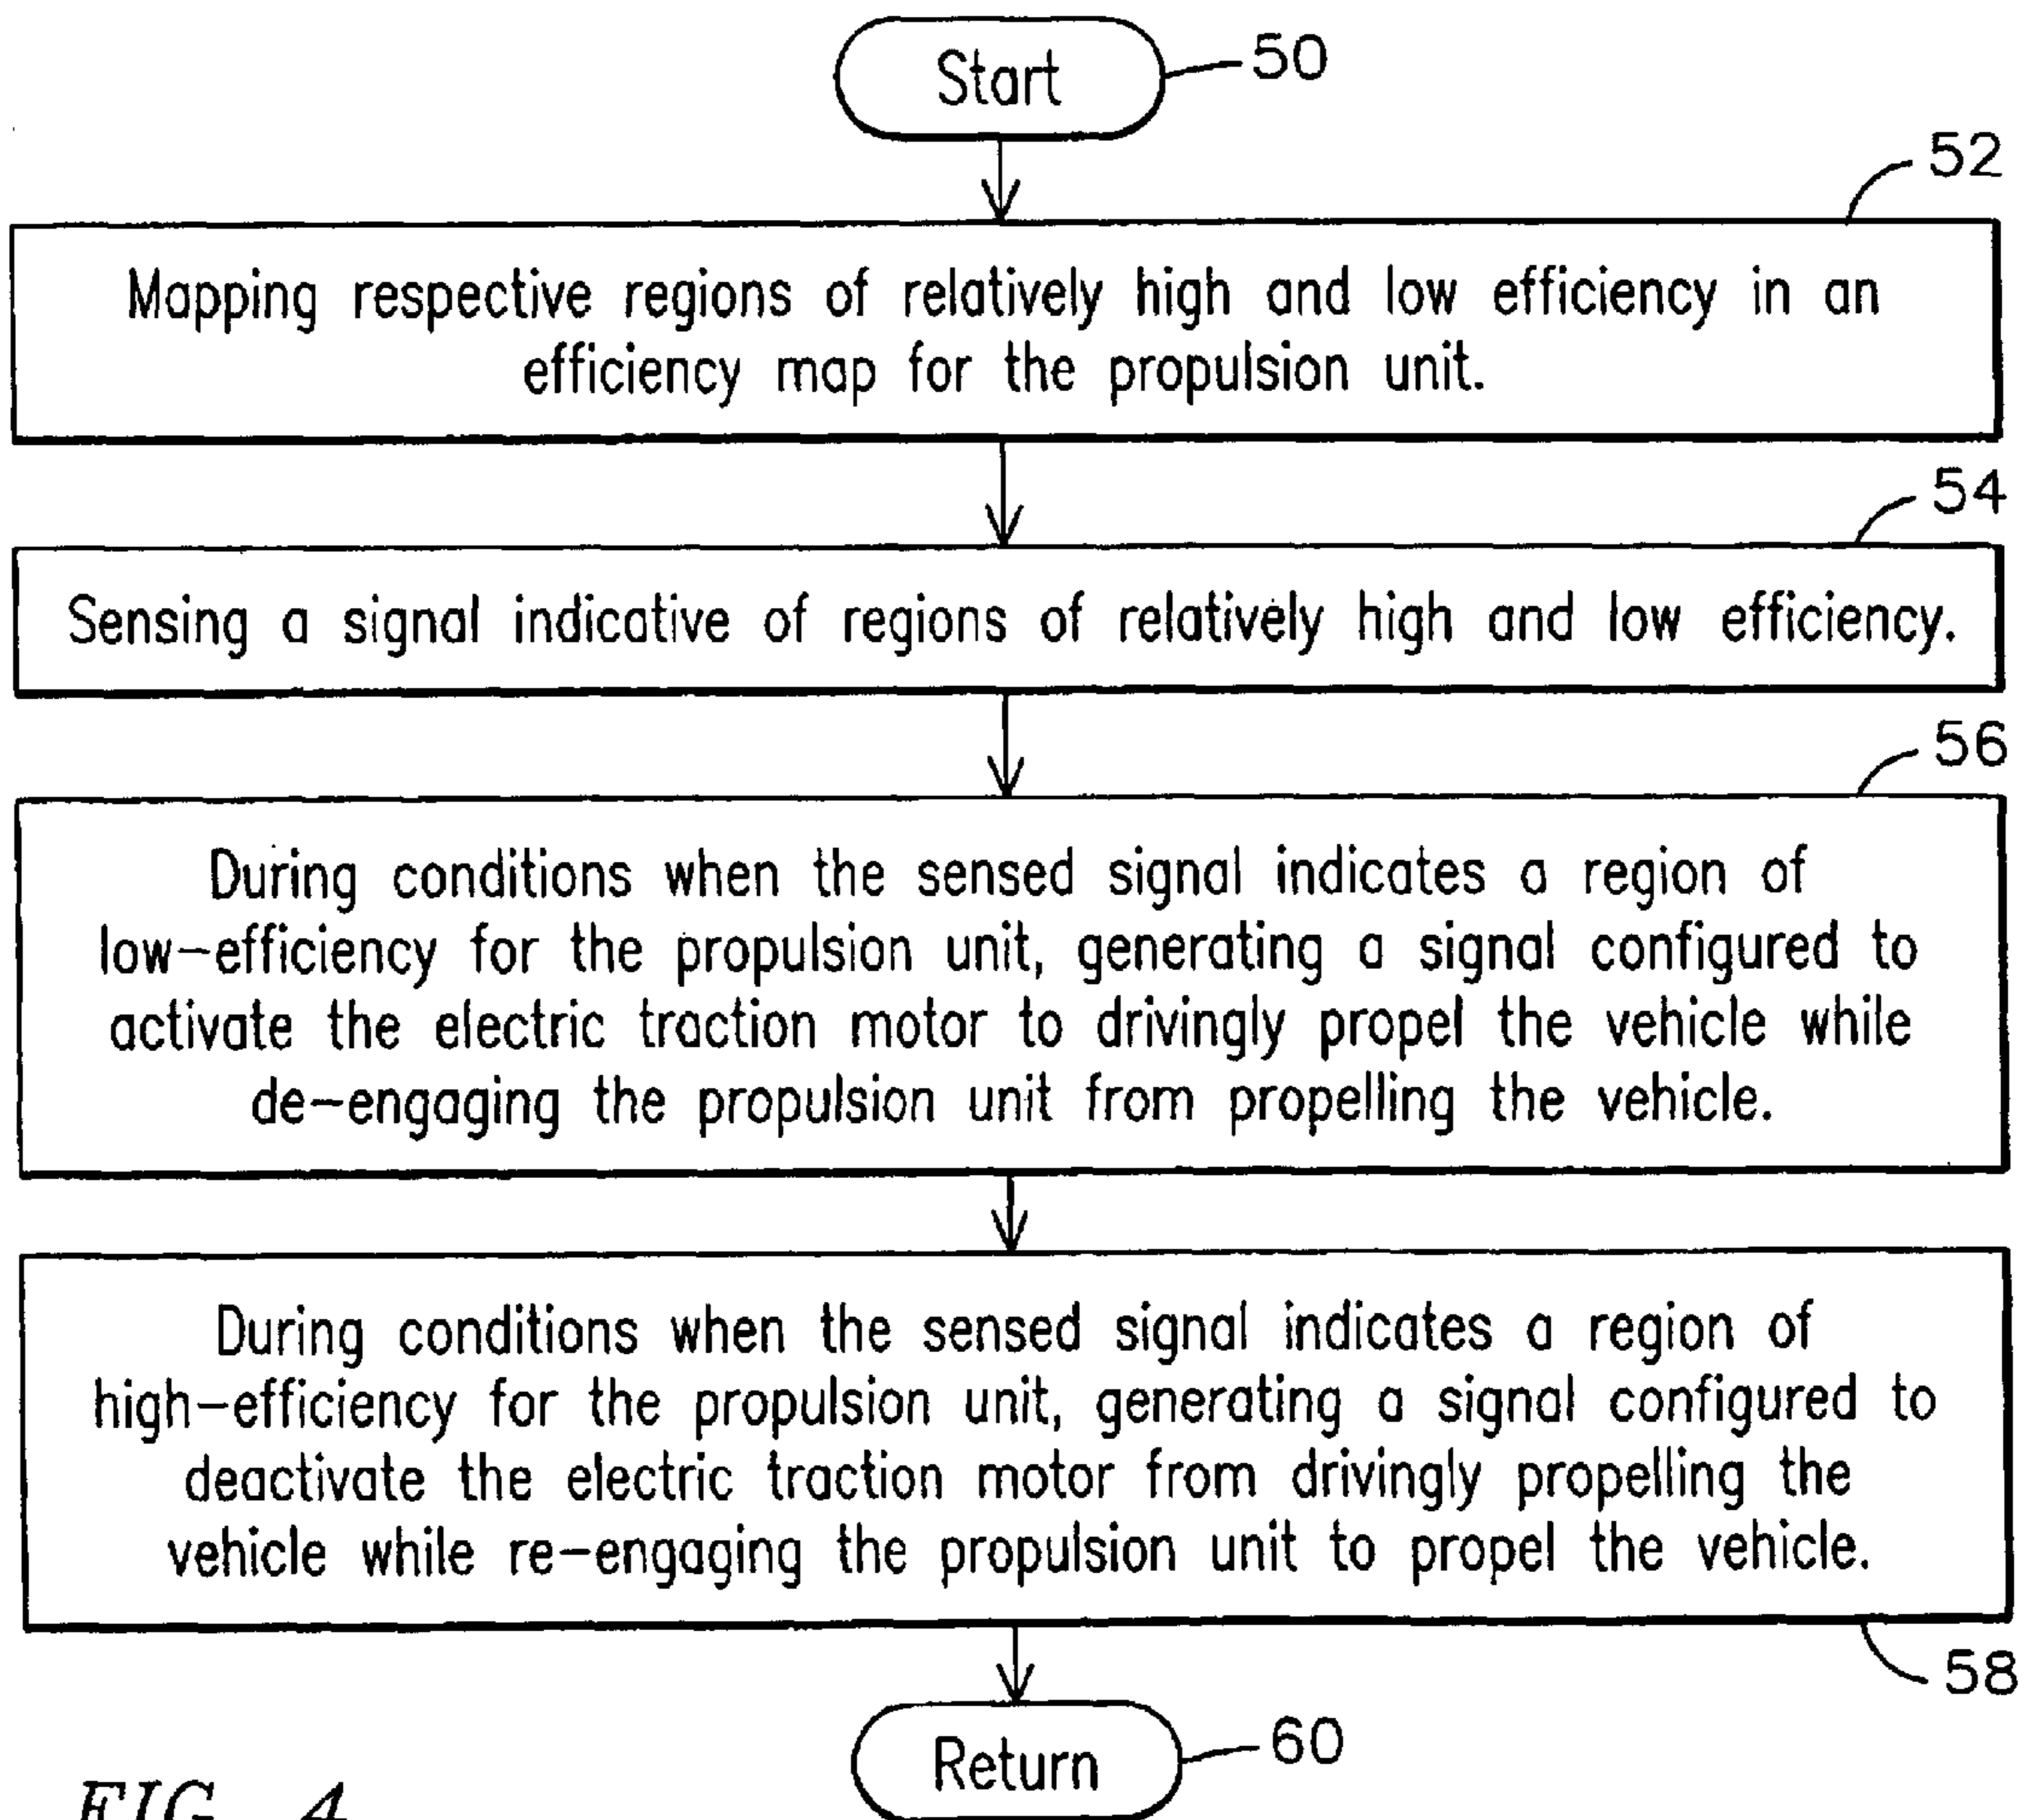 Start
50
52
Mapping respective regions of relatively high and low efficiency in an
efficiency map for the propulsion unit.
54
Sensing a signal indicative of regions of relatively high and low efficiency.
56
During conditions when the sensed signal indicates a region of
low-efficiency for the propulsion unit, generating a signal configured to
activate the electric traction motor to drivingly propel the vehicle while
de-engaging the propulsion unit from propelling the vehicle.
During conditions when the sensed signal indicates a region of
high-efficiency for the propulsion unit, generating a signal configured to
deactivate the electric traction motor from drivingly propelling the
vehicle while re-engaging the propulsion unit to propel the vehicle.
58
Return
60
FIG. 4